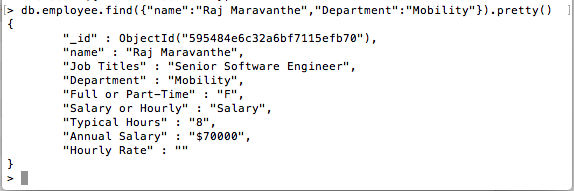 [> db.employee.find({"name":"Raj Maravanthe","Department":"Mobility"}).pretty() ]
{
        "_id" : ObjectId("595484e6c32a6bf7115efb70"),
        "name" : "Raj Maravanthe",
        "Job Titles" : "Senior Software Engineer",
        "Department" : "Mobility",
        "Full or Part-Time" : "F",
        "Salary or Hourly" : "Salary",
        "Typical Hours" : "8",
        "Annual Salary" : "$70000",
        "Hourly Rate" : ""
}
>